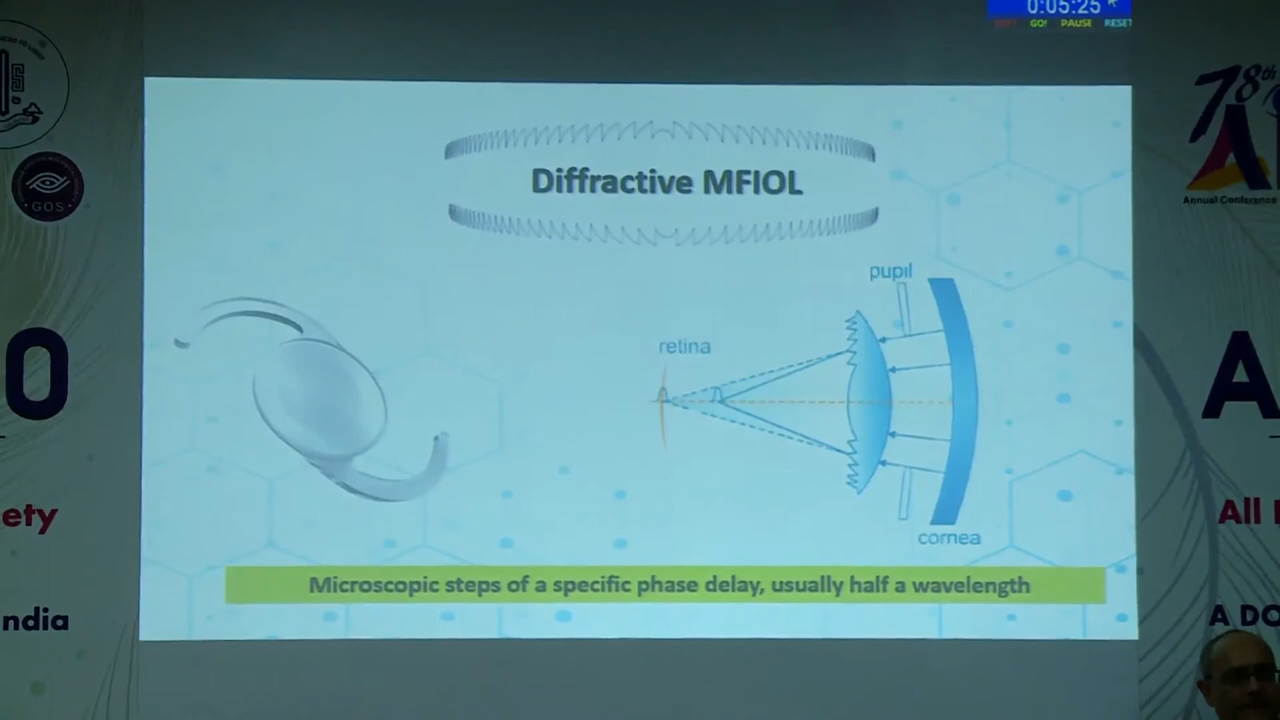 0:05:25
GO!
PAUSE
RESET
78th
Annual Conference
GOS
Diffractive MFIOL
pupil
retina
cornea
Microscopic steps of a specific phase delay, usually half a wavelength
O
A
ety
All
ndia
A DO